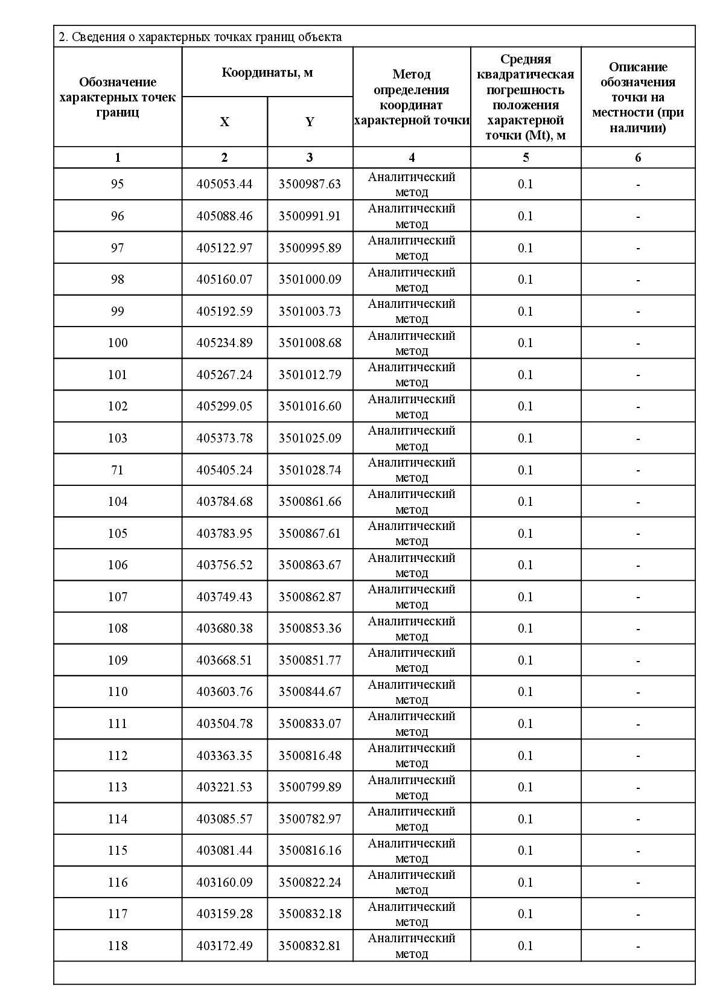 2. Сведения о характерных точках границ объекта
Обозначение характерных точек границ
Координаты, м
Метод определения координат характерной точки
Средняя квадратическая погрешность положения характерной точки (Mt), м
Описание обозначения точки на местности (при наличии)
X Y
1 2 3 4 5 6
95 405053.44 3500987.63 Аналитический метод 0.1 -
96 405088.46 3500991.91 Аналитический метод 0.1 -
97 405122.97 3500995.89 Аналитический метод 0.1 -
98 405160.07 3501000.09 Аналитический метод 0.1 -
99 405192.59 3501003.73 Аналитический метод 0.1 -
100 405234.89 3501008.68 Аналитический метод 0.1 -
101 405267.24 3501012.79 Аналитический метод 0.1 -
102 405299.05 3501016.60 Аналитический метод 0.1 -
103 405373.78 3501025.09 Аналитический метод 0.1 -
71 405405.24 3501028.74 Аналитический метод 0.1 -
104 403784.68 3500861.66 Аналитический метод 0.1 -
105 403783.95 3500867.61 Аналитический метод 0.1 -
106 403756.52 3500863.67 Аналитический метод 0.1 -
107 403749.43 3500862.87 Аналитический метод 0.1 -
108 403680.38 3500853.36 Аналитический метод 0.1 -
109 403668.51 3500851.77 Аналитический метод 0.1 -
110 403603.76 3500844.67 Аналитический метод 0.1 -
111 403504.78 3500833.07 Аналитический метод 0.1 -
112 403363.35 3500816.48 Аналитический метод 0.1 -
113 403221.53 3500799.89 Аналитический метод 0.1 -
114 403085.57 3500782.97 Аналитический метод 0.1 -
115 403081.44 3500816.16 Аналитический метод 0.1 -
116 403160.09 3500822.24 Аналитический метод 0.1 -
117 403159.28 3500832.18 Аналитический метод 0.1 -
118 403172.49 3500832.81 Аналитический метод 0.1 -